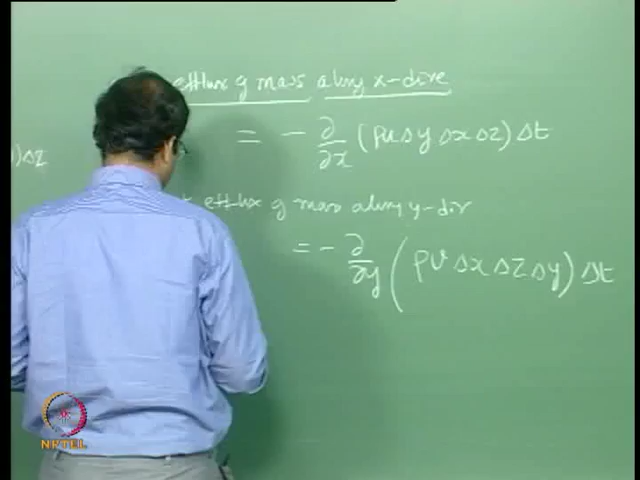 efflux of mass along x-dire
= - ∂/∂x (ρu Δy Δx Δz) Δt
)ΔZ
efflux of mass along y-dir
= - ∂/∂y (ρv Δx Δz Δy) Δt
NPTEL